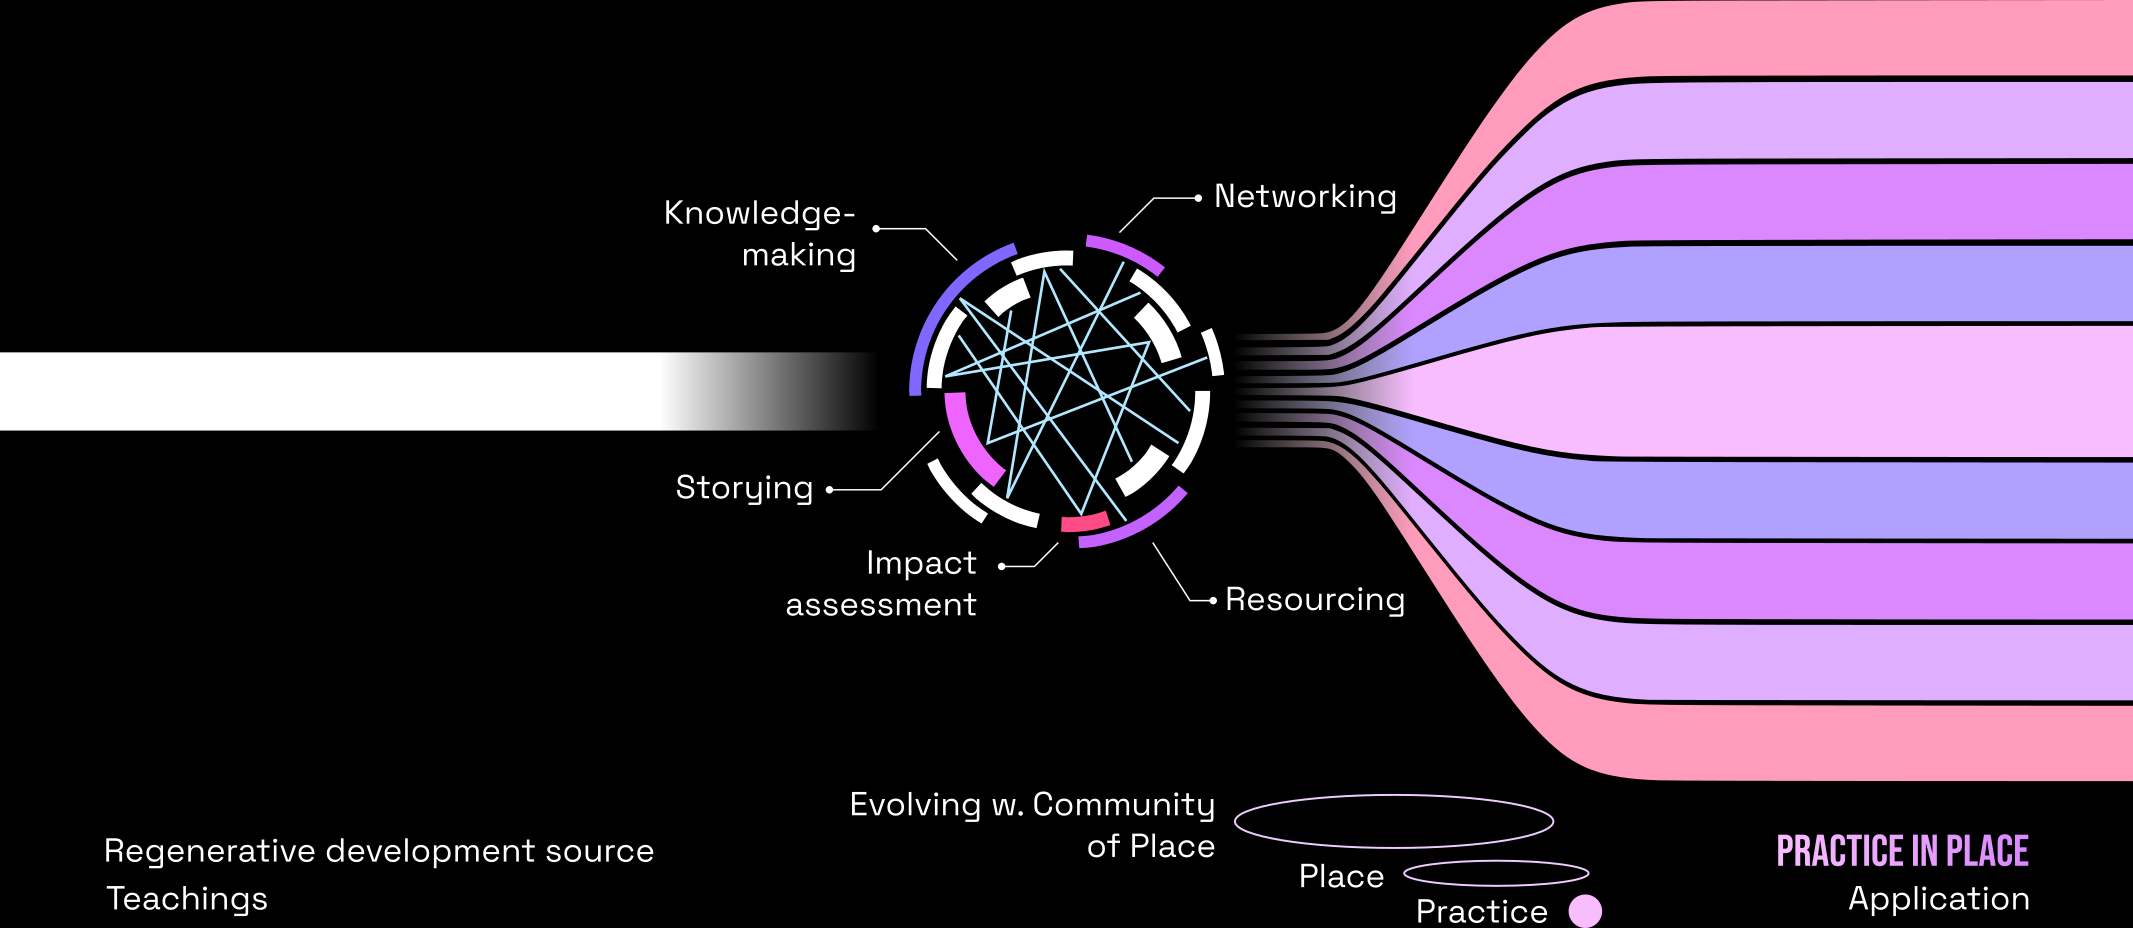 Networking
Knowledge-
making
Storying
Impact
assessment
Resourcing
Evolving w. Community
of Place
Place
Practice
Regenerative development source
Teachings
PRACTICE IN PLACE
Application